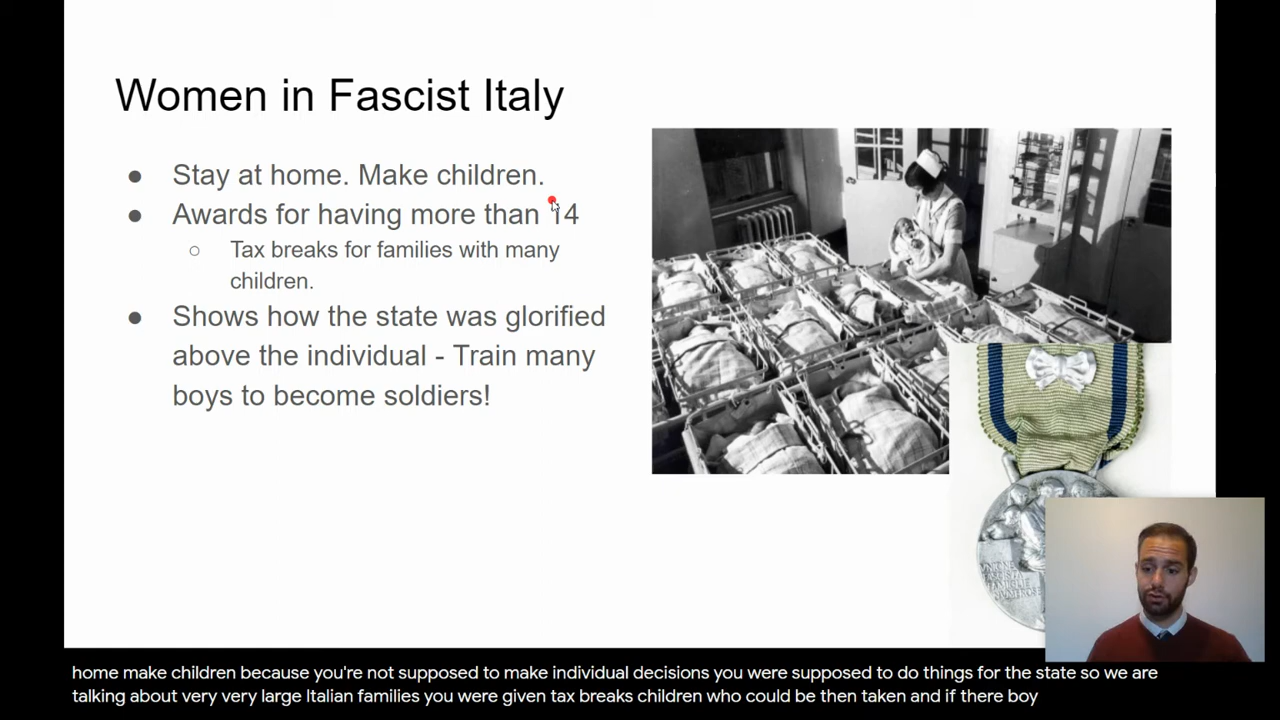 Women in Fascist Italy
● Stay at home. Make children.
● Awards for having more than 14
○ Tax breaks for families with many
children.
● Shows how the state was glorified
above the individual - Train many
boys to become soldiers!
UNIONE
FASCISTA
FAMIGLIE
NUMEROSE
home make children because you're not supposed to make individual decisions you were supposed to do things for the state so we are
talking about very very large Italian families you were given tax breaks children who could be then taken and if there boy